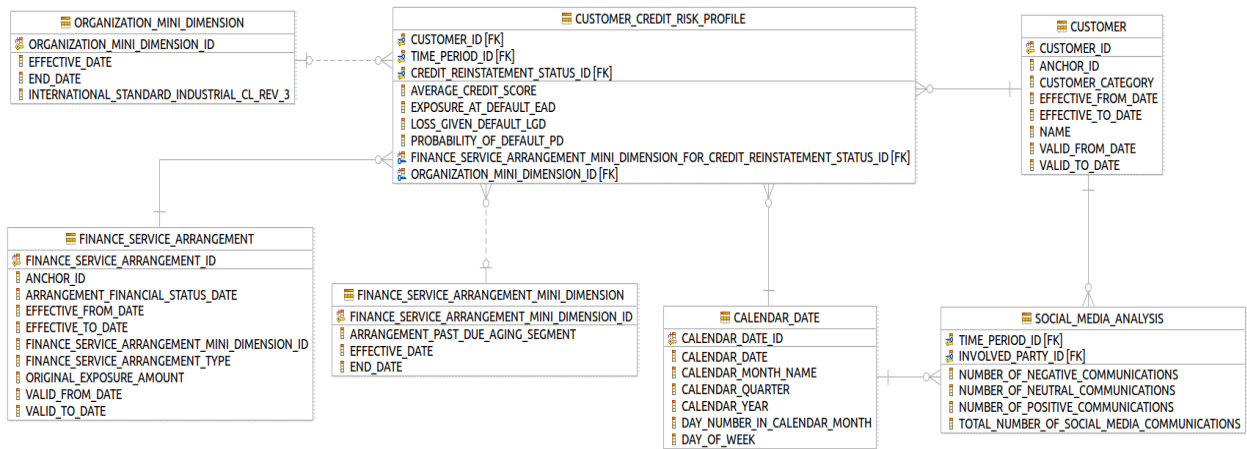 ORGANIZATION_MINI_DIMENSION
ORGANIZATION_MINI_DIMENSION_ID
EFFECTIVE_DATE
END_DATE
INTERNATIONAL_STANDARD_INDUSTRIAL_CL_REV_3
CUSTOMER_CREDIT_RISK_PROFILE
CUSTOMER_ID [FK]
TIME_PERIOD_ID [FK]
CREDIT_REINSTATEMENT_STATUS_ID [FK]
AVERAGE_CREDIT_SCORE
EXPOSURE_AT_DEFAULT_EAD
LOSS_GIVEN_DEFAULT_LGD
PROBABILITY_OF_DEFAULT_PD
FINANCE_SERVICE_ARRANGEMENT_MINI_DIMENSION_FOR_CREDIT_REINSTATEMENT_STATUS_ID [FK]
ORGANIZATION_MINI_DIMENSION_ID [FK]
CUSTOMER
CUSTOMER_ID
ANCHOR_ID
CUSTOMER_CATEGORY
EFFECTIVE_FROM_DATE
EFFECTIVE_TO_DATE
NAME
VALID_FROM_DATE
VALID_TO_DATE
FINANCE_SERVICE_ARRANGEMENT
FINANCE_SERVICE_ARRANGEMENT_ID
ANCHOR_ID
ARRANGEMENT_FINANCIAL_STATUS_DATE
EFFECTIVE_FROM_DATE
EFFECTIVE_TO_DATE
FINANCE_SERVICE_ARRANGEMENT_MINI_DIMENSION_ID
FINANCE_SERVICE_ARRANGEMENT_TYPE
ORIGINAL_EXPOSURE_AMOUNT
VALID_FROM_DATE
VALID_TO_DATE
FINANCE_SERVICE_ARRANGEMENT_MINI_DIMENSION
FINANCE_SERVICE_ARRANGEMENT_MINI_DIMENSION_ID
ARRANGEMENT_PAST_DUE_AGING_SEGMENT
EFFECTIVE_DATE
END_DATE
CALENDAR_DATE
CALENDAR_DATE_ID
CALENDAR_DATE
CALENDAR_MONTH_NAME
CALENDAR_QUARTER
CALENDAR_YEAR
DAY_NUMBER_IN_CALENDAR_MONTH
DAY_OF_WEEK
SOCIAL_MEDIA_ANALYSIS
TIME_PERIOD_ID [FK]
INVOLVED_PARTY_ID [FK]
NUMBER_OF_NEGATIVE_COMMUNICATIONS
NUMBER_OF_NEUTRAL_COMMUNICATIONS
NUMBER_OF_POSITIVE_COMMUNICATIONS
TOTAL_NUMBER_OF_SOCIAL_MEDIA_COMMUNICATIONS